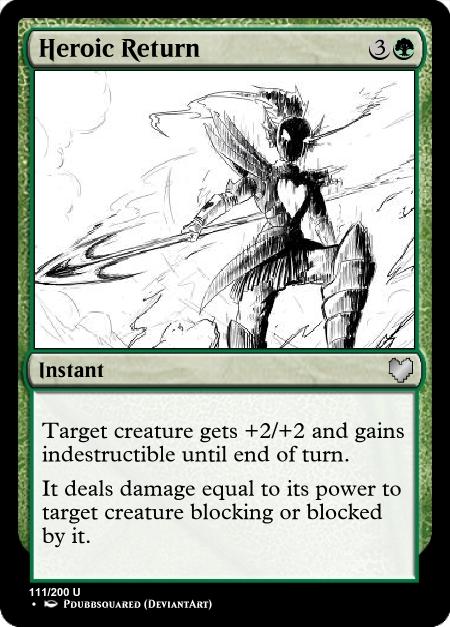 Heroic Return 3
Instant
Target creature gets +2/+2 and gains
indestructible until end of turn.
It deals damage equal to its power to
target creature blocking or blocked
by it.
111/200 U
• Pdubbsquared (DeviantArt)